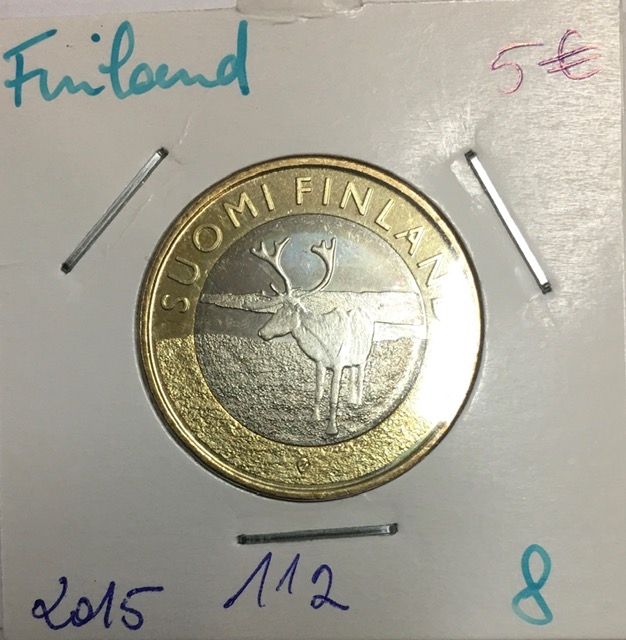 Finland
5€
SUOMI FINLAND
2015
112
8